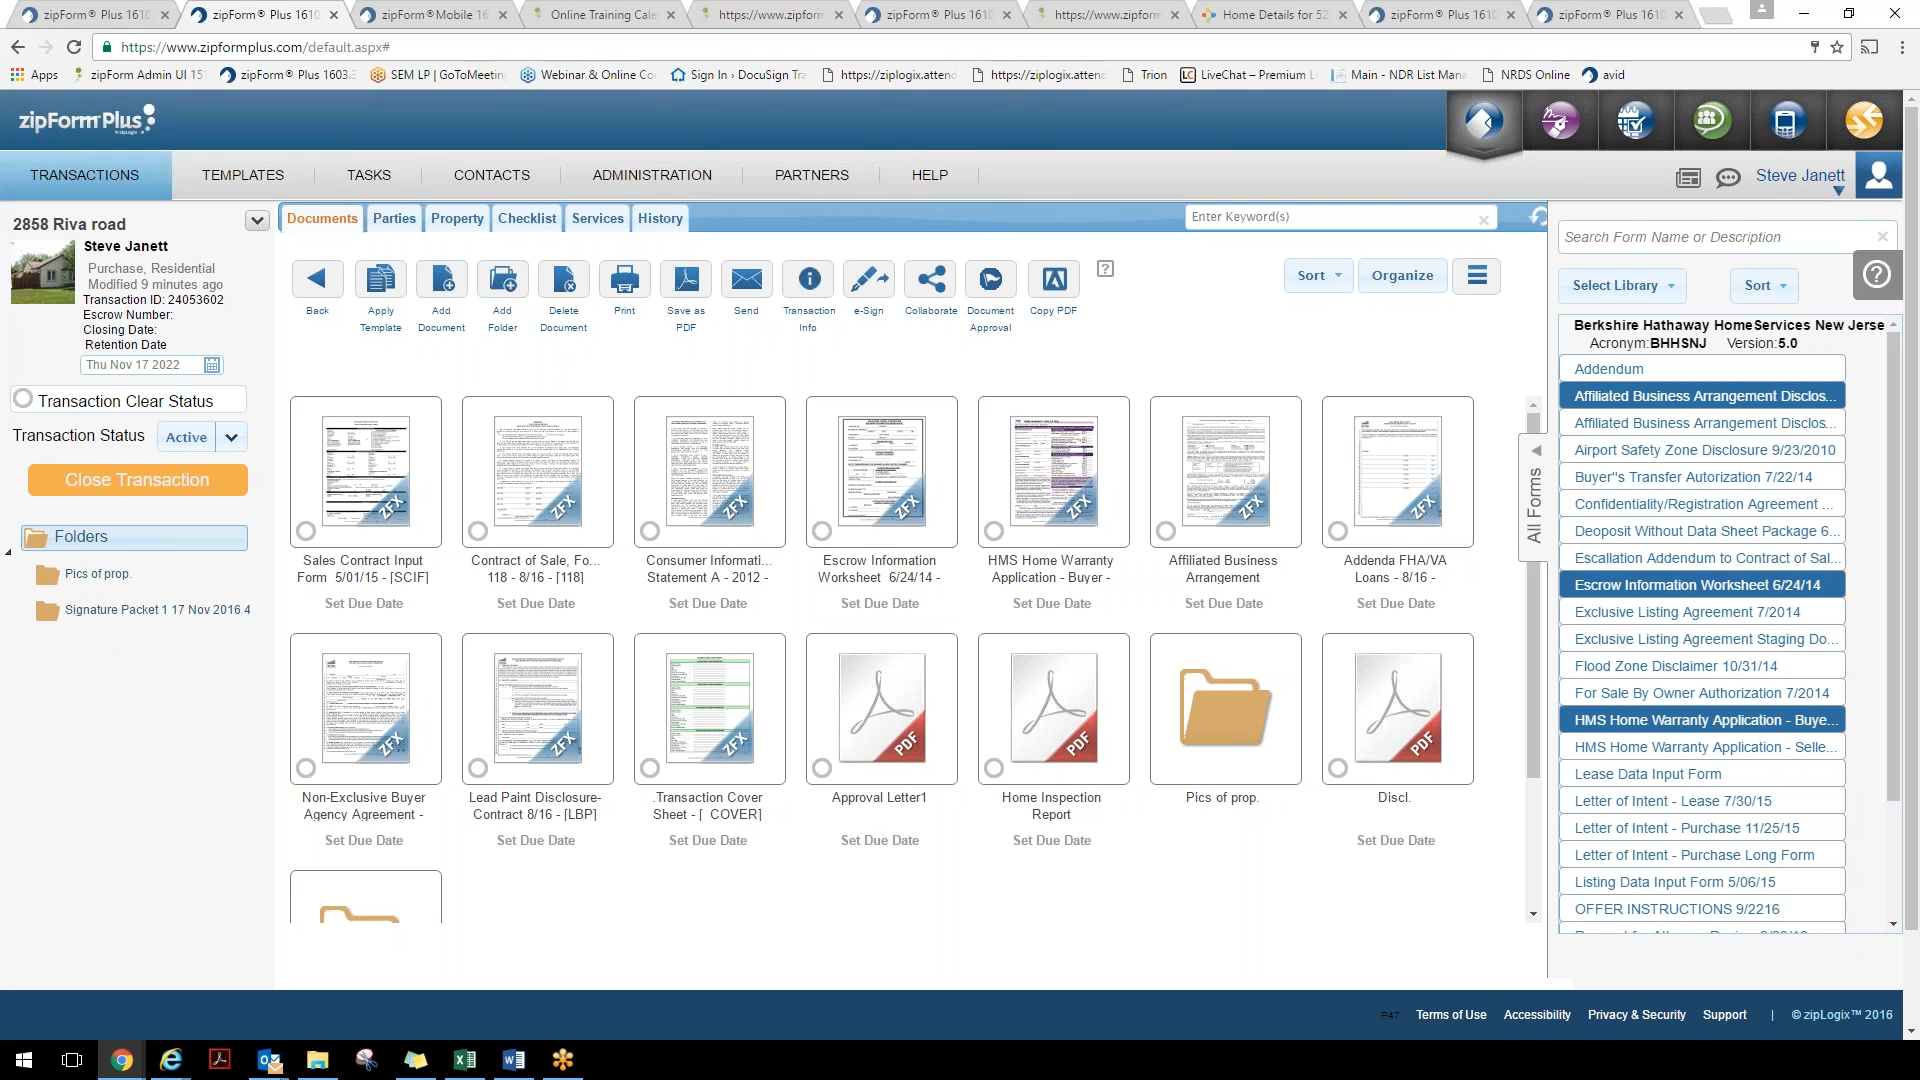 zipForm® Plus 1610
zipForm® Plus 1610
zipForm®Mobile 16
Online Training Cale
https://www.zipform
zipForm® Plus 1610
https://www.zipform
Home Details for 52
zipForm® Plus 1610
zipForm® Plus 1610
https://www.zipformplus.com/default.aspx#
Apps
zipForm Admin UI 15
zipForm® Plus 1603.3
SEM LP | GoToMeeting
Webinar & Online Co
Sign In › DocuSign Tra
https://ziplogix.attend
https://ziplogix.attend
Trion
LC LiveChat – Premium L
Main - NDR List Mana
NRDS Online
avid
zipForm Plus
by zipLogix
TRANSACTIONS
TEMPLATES
TASKS
CONTACTS
ADMINISTRATION
PARTNERS
HELP
Steve Janett
2858 Riva road
Steve Janett
Purchase, Residential
Modified 9 minutes ago
Transaction ID: 24053602
Escrow Number:
Closing Date:
Retention Date
Thu Nov 17 2022
Transaction Clear Status
Transaction Status Active
Close Transaction
Folders
Pics of prop.
Signature Packet 1 17 Nov 2016 4
Documents
Parties
Property
Checklist
Services
History
Enter Keyword(s)
Back
Apply
Template
Add
Document
Add
Folder
Delete
Document
Print
Save as
PDF
Send
Transaction
Info
e-Sign
Collaborate
Document
Approval
Copy PDF
?
Sort
Organize
ZFX
ZFX
ZFX
ZFX
ZFX
ZFX
ZFX
Sales Contract Input
Form 5/01/15 - [SCIF]
Set Due Date
Contract of Sale, Fo...
118 - 8/16 - [118]
Set Due Date
Consumer Informati...
Statement A - 2012 -
Set Due Date
Escrow Information
Worksheet 6/24/14 -
Set Due Date
HMS Home Warranty
Application - Buyer -
Set Due Date
Affiliated Business
Arrangement
Set Due Date
Addenda FHA/VA
Loans - 8/16 -
Set Due Date
ZFX
ZFX
ZFX
PDF
PDF
PDF
Non-Exclusive Buyer
Agency Agreement -
Set Due Date
Lead Paint Disclosure-
Contract 8/16 - [LBP]
Set Due Date
.Transaction Cover
Sheet - [ COVER]
Set Due Date
Approval Letter1
Set Due Date
Home Inspection
Report
Set Due Date
Pics of prop.
Discl.
Set Due Date
All Forms
Search Form Name or Description
?
Select Library
Sort
Berkshire Hathaway HomeServices New Jerse
Acronym:BHHSNJ Version:5.0
Addendum
Affiliated Business Arrangement Disclos...
Affiliated Business Arrangement Disclos...
Airport Safety Zone Disclosure 9/23/2010
Buyer"s Transfer Autorization 7/22/14
Confidentiality/Registration Agreement ...
Deoposit Without Data Sheet Package 6...
Escallation Addendum to Contract of Sal...
Escrow Information Worksheet 6/24/14
Exclusive Listing Agreement 7/2014
Exclusive Listing Agreement Staging Do...
Flood Zone Disclaimer 10/31/14
For Sale By Owner Authorization 7/2014
HMS Home Warranty Application - Buye...
HMS Home Warranty Application - Selle...
Lease Data Input Form
Letter of Intent - Lease 7/30/15
Letter of Intent - Purchase 11/25/15
Letter of Intent - Purchase Long Form
Listing Data Input Form 5/06/15
OFFER INSTRUCTIONS 9/2216
P47
Terms of Use
Accessibility
Privacy & Security
Support
|
© zipLogix™ 2016